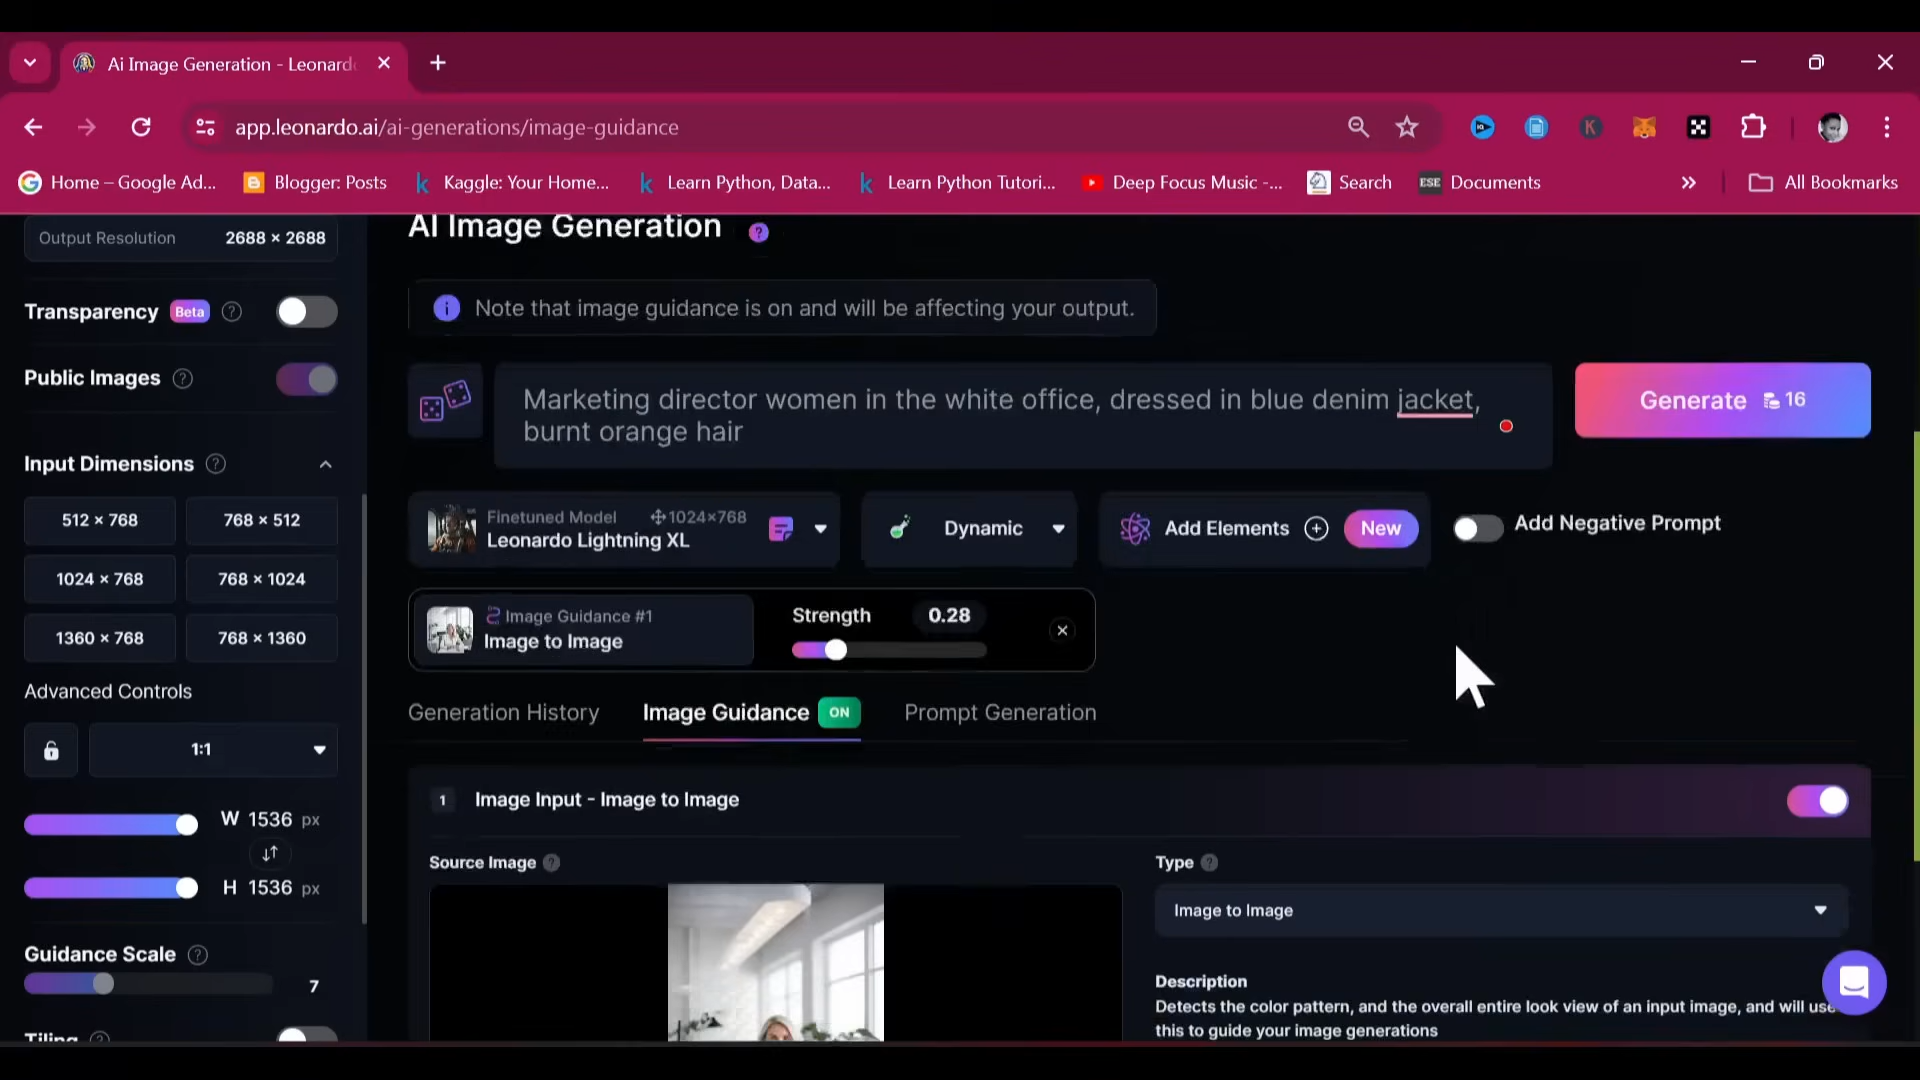 Ai Image Generation - Leonard
app.leonardo.ai/ai-generations/image-guidance
Home – Google Ad...
Blogger: Posts
Kaggle: Your Home...
Learn Python, Data...
Learn Python Tutori...
Deep Focus Music -...
Search
ESE Documents
All Bookmarks
Output Resolution 2688 × 2688
Transparency Beta
Public Images
Input Dimensions
512 × 768
768 × 512
1024 × 768
768 × 1024
1360 × 768
768 × 1360
Advanced Controls
1:1
W 1536 px
H 1536 px
Guidance Scale
7
Tiling
AI Image Generation
Note that image guidance is on and will be affecting your output.
Marketing director women in the white office, dressed in blue denim jacket,
burnt orange hair
Generate 16
Finetuned Model 1024×768
Leonardo Lightning XL
Dynamic
Add Elements New
Add Negative Prompt
Image Guidance #1
Image to Image
Strength 0.28
Generation History
Image Guidance ON
Prompt Generation
1 Image Input - Image to Image
Source Image
Type
Image to Image
Description
Detects the color pattern, and the overall entire look view of an input image, and will use
this to guide your image generations